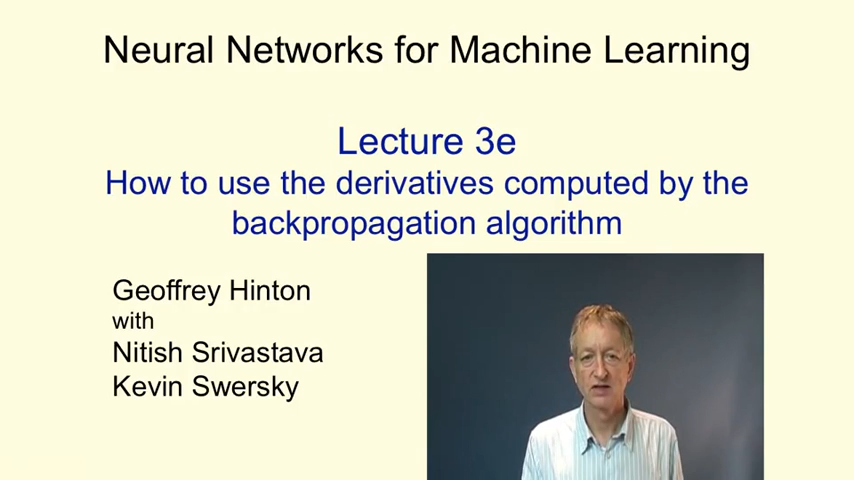 Neural Networks for Machine Learning
Lecture 3e
How to use the derivatives computed by the
backpropagation algorithm
Geoffrey Hinton
with
Nitish Srivastava
Kevin Swersky